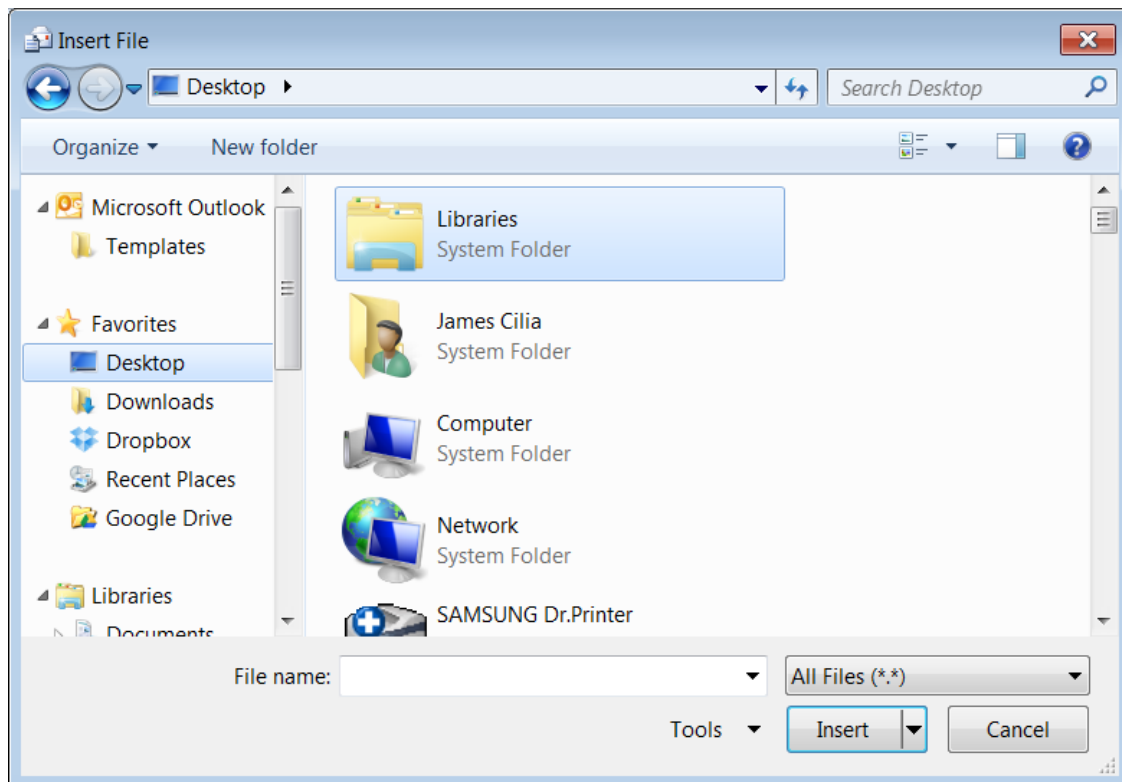 Insert File
Desktop
Search Desktop
Organize
New folder
Microsoft Outlook
Templates
Favorites
Desktop
Downloads
Dropbox
Recent Places
Google Drive
Libraries
Documents
Libraries
System Folder
James Cilia
System Folder
Computer
System Folder
Network
System Folder
SAMSUNG Dr.Printer
File name:
All Files (*.*)
Tools
Insert
Cancel